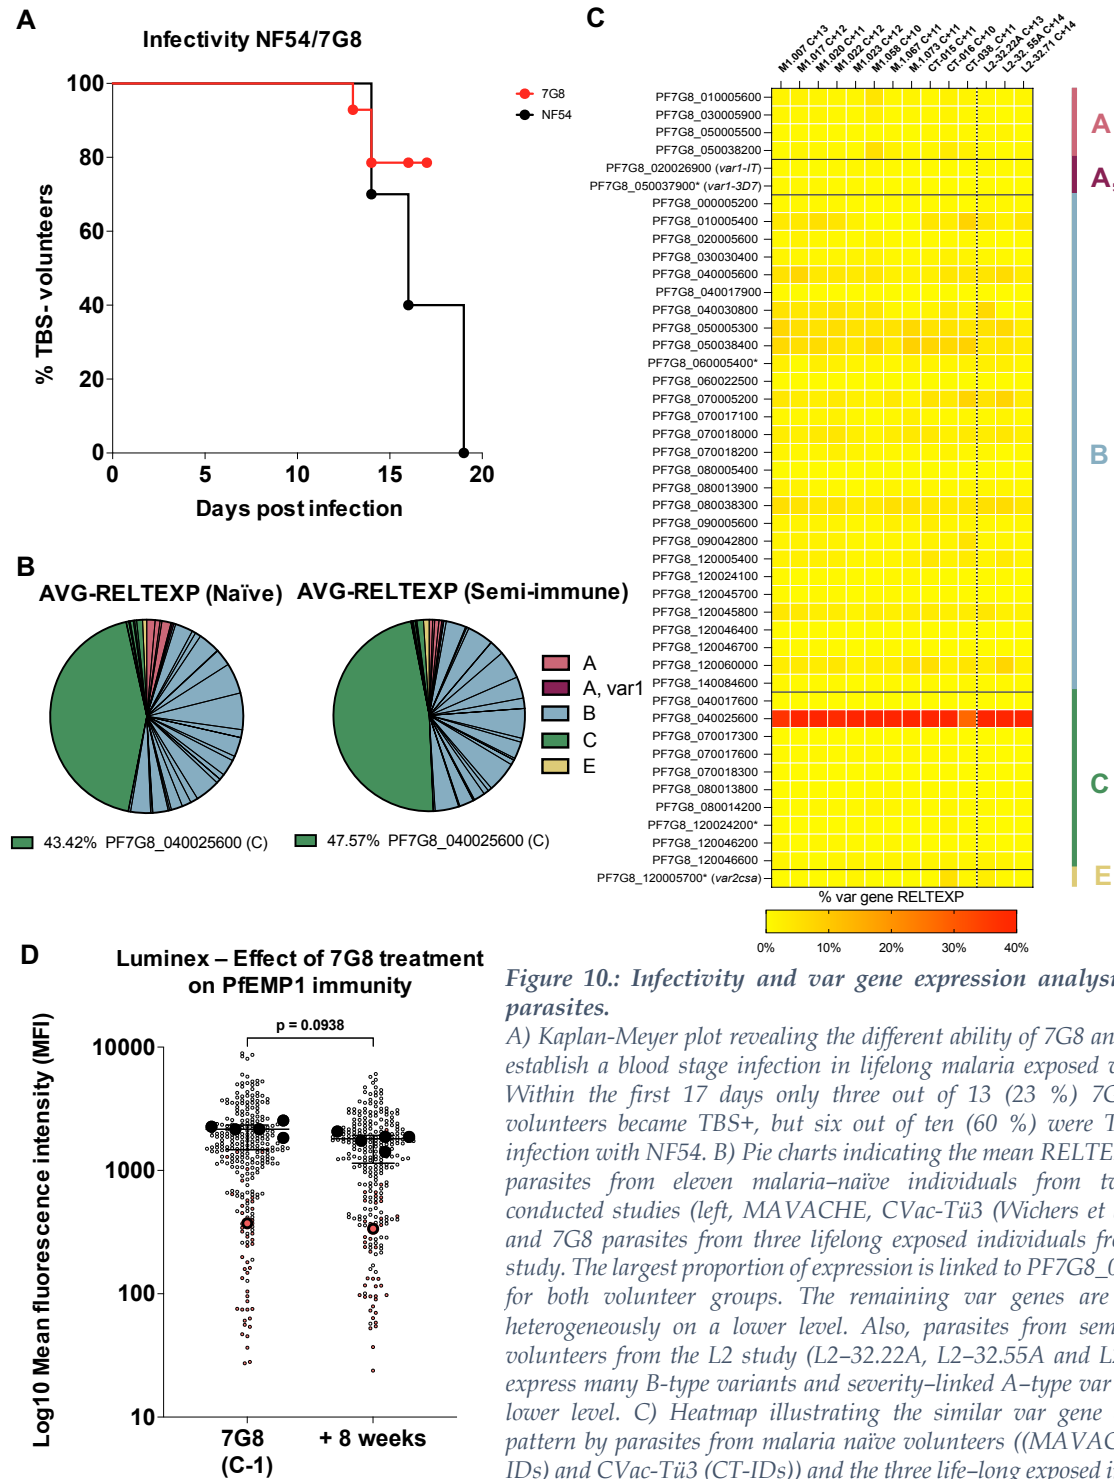 A
Infectivity NF54/7G8
100
80
60
40
20
0
% TBS- volunteers
0 5 10 15 20
Days post infection
7G8
NF54
B
AVG-RELTEXP (Naïve)
AVG-RELTEXP (Semi-immune)
A
A, var1
B
C
E
43.42% PF7G8_040025600 (C)
47.57% PF7G8_040025600 (C)
C
M1.007 C+13
M1.017 C+12
M1.020 C+11
M1.022 C+12
M1.023 C+12
M1.058 C+10
M.1.067 C+11
M.1.073 C+11
CT-015 C+11
CT-016 C+10
CT-038_C+11
L2-32.22A C+13
L2-32. 55A C+14
L2-32.71 C+14
PF7G8_010005600
PF7G8_030005900
PF7G8_050005500
PF7G8_050038200
PF7G8_020026900 (var1-IT)
PF7G8_050037900* (var1-3D7)
PF7G8_000005200
PF7G8_010005400
PF7G8_020005600
PF7G8_030030400
PF7G8_040005600
PF7G8_040017900
PF7G8_040030800
PF7G8_050005300
PF7G8_050038400
PF7G8_060005400*
PF7G8_060022500
PF7G8_070005200
PF7G8_070017100
PF7G8_070018000
PF7G8_070018200
PF7G8_080005400
PF7G8_080013900
PF7G8_080038300
PF7G8_090005600
PF7G8_090042800
PF7G8_120005400
PF7G8_120024100
PF7G8_120045700
PF7G8_120045800
PF7G8_120046400
PF7G8_120046700
PF7G8_120060000
PF7G8_140084600
PF7G8_040017600
PF7G8_040025600
PF7G8_070017300
PF7G8_070017600
PF7G8_070018300
PF7G8_080013800
PF7G8_080014200
PF7G8_120024200*
PF7G8_120046200
PF7G8_120046600
PF7G8_120005700* (var2csa)
A
A,
B
C
E
% var gene RELTEXP
0% 10% 20% 30% 40%
D
Luminex – Effect of 7G8 treatment
on PfEMP1 immunity
p = 0.0938
10000
1000
100
10
Log10 Mean fluorescence intensity (MFI)
7G8
(C-1)
+ 8 weeks
Figure 10.: Infectivity and var gene expression analysi
parasites.
A) Kaplan-Meyer plot revealing the different ability of 7G8 an
establish a blood stage infection in lifelong malaria exposed v
Within the first 17 days only three out of 13 (23 %) 7G
volunteers became TBS+, but six out of ten (60 %) were T
infection with NF54. B) Pie charts indicating the mean RELTE
parasites from eleven malaria–naïve individuals from tu
conducted studies (left, MAVACHE, CVac-Tü3 (Wichers et
and 7G8 parasites from three lifelong exposed individuals fr
study. The largest proportion of expression is linked to PF7G8_0
for both volunteer groups. The remaining var genes are
heterogeneously on a lower level. Also, parasites from sem
volunteers from the L2 study (L2–32.22A, L2–32.55A and L
express many B-type variants and severity–linked A–type var
lower level. C) Heatmap illustrating the similar var gene
pattern by parasites from malaria naïve volunteers ((MAVAC
IDs) and CVac-Tü3 (CT-IDs)) and the three life–long exposed i